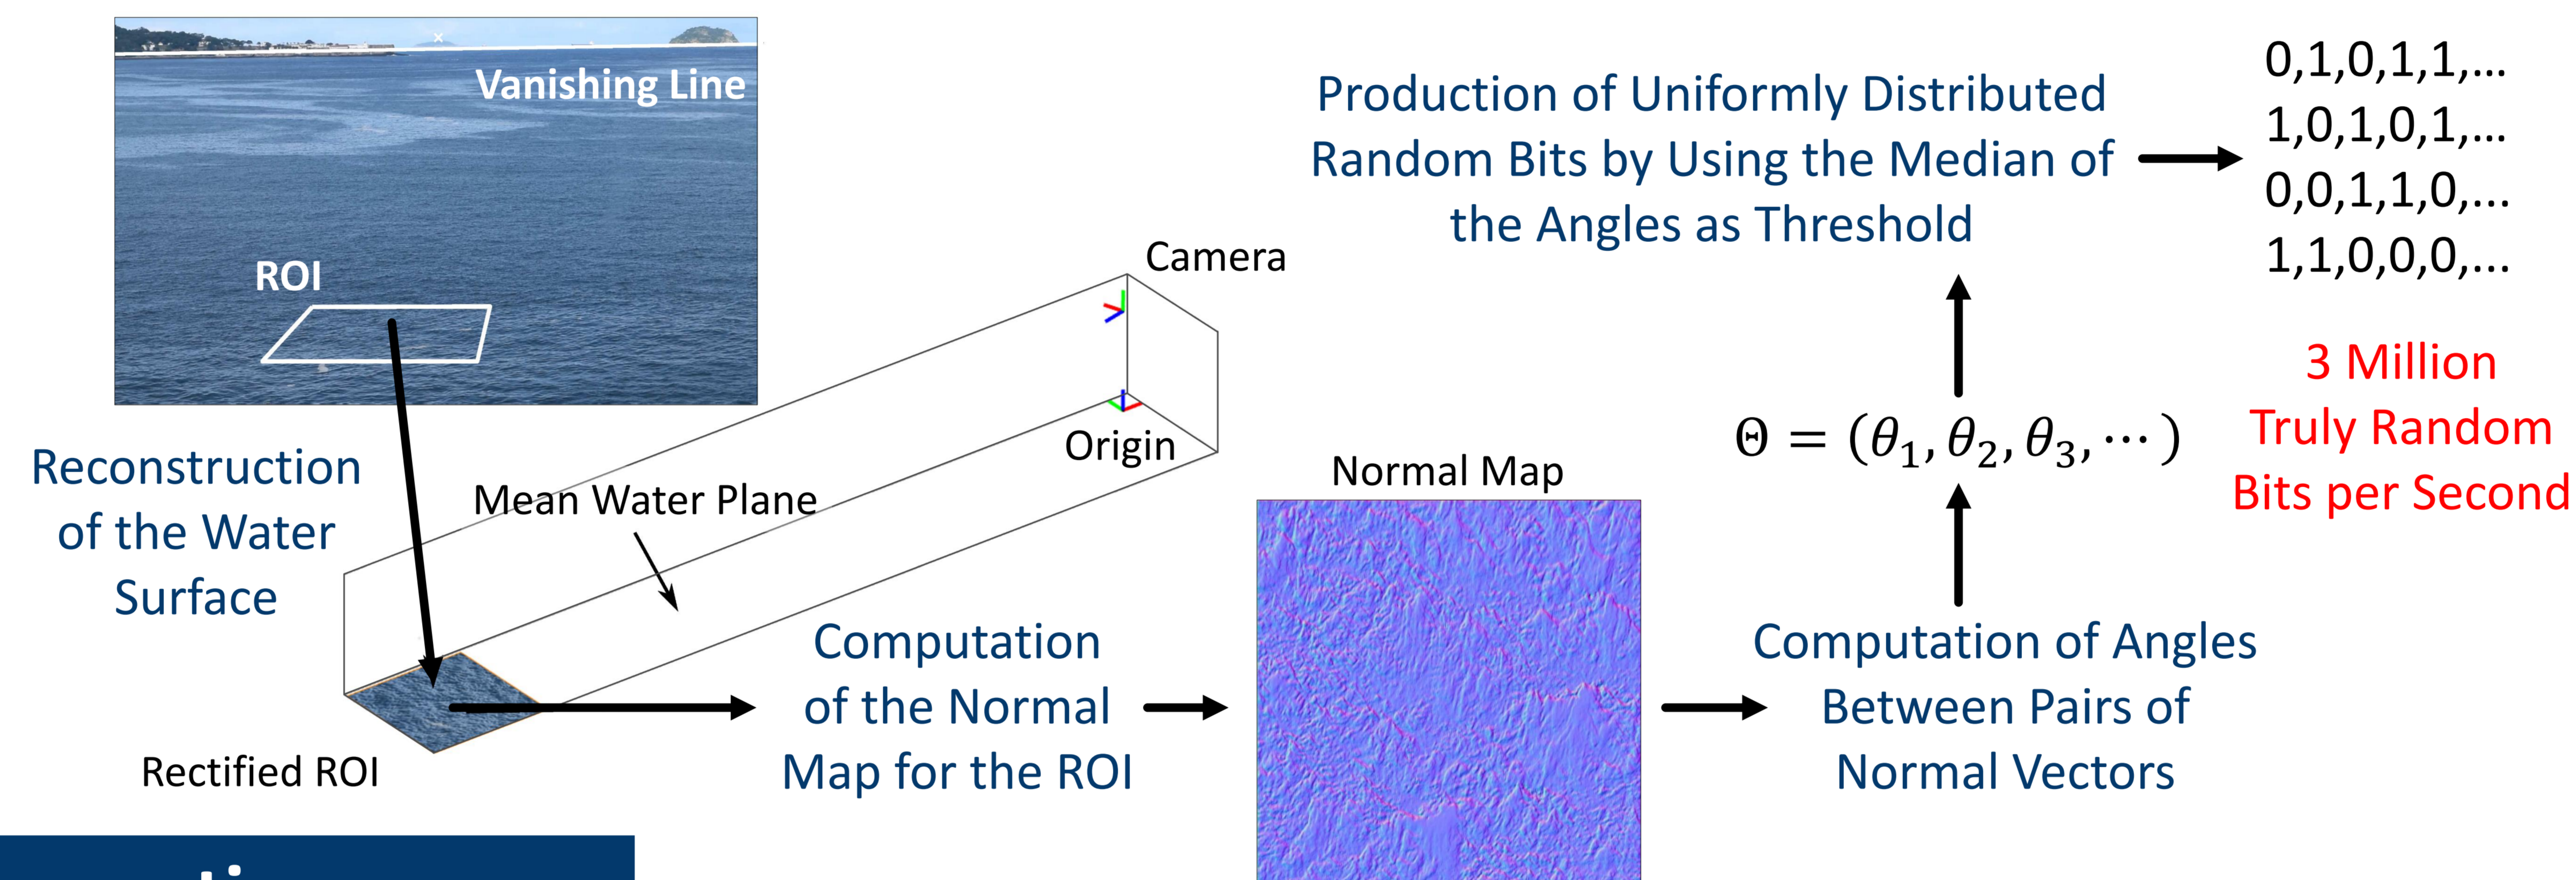 Vanishing Line
ROI
Reconstruction
of the Water
Surface
Mean Water Plane
Camera
Origin
Rectified ROI
Computation
of the Normal
Map for the ROI
Normal Map
Computation of Angles
Between Pairs of
Normal Vectors
Θ = (θ₁, θ₂, θ₃, ⋯ )
Production of Uniformly Distributed
Random Bits by Using the Median of
the Angles as Threshold
0,1,0,1,1,...
1,0,1,0,1,...
0,0,1,1,0,...
1,1,0,0,0,...
3 Million
Truly Random
Bits per Second